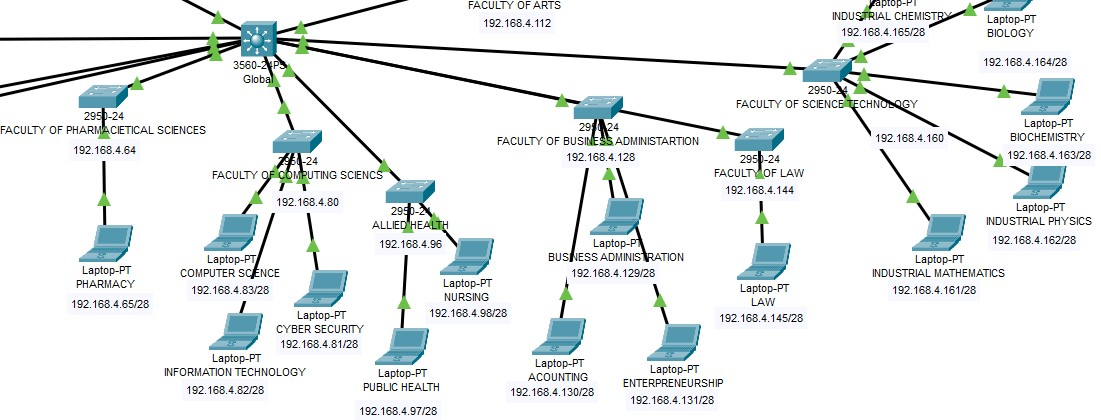 FACULTY OF ARTS
192.168.4.112
Laptop-PT
INDUSTRIAL CHEMISTRY
192.168.4.165/28
Laptop-PT
BIOLOGY
192.168.4.164/28
3560-24PS
Global
2950-24
FACULTY OF PHARMACIETICAL SCIENCES
192.168.4.64
2950-24
FACULTY OF COMPUTING SCIENCS
192.168.4.80
2950-24
ALLIED HEALTH
192.168.4.96
2950-24
FACULTY OF BUSINESS ADMINISTARTION
192.168.4.128
2950-24
FACULTY OF LAW
192.168.4.144
2950-24
FACULTY OF SCIENCE TECHNOLOGY
192.168.4.160
Laptop-PT
BIOCHEMISTRY
192.168.4.163/28
Laptop-PT
INDUSTRIAL PHYSICS
192.168.4.162/28
Laptop-PT
INDUSTRIAL MATHEMATICS
192.168.4.161/28
Laptop-PT
PHARMACY
192.168.4.65/28
Laptop-PT
COMPUTER SCIENCE
192.168.4.83/28
Laptop-PT
CYBER SECURITY
192.168.4.81/28
Laptop-PT
INFORMATION TECHNOLOGY
192.168.4.82/28
Laptop-PT
NURSING
192.168.4.98/28
Laptop-PT
PUBLIC HEALTH
192.168.4.97/28
Laptop-PT
BUSINESS ADMINISTRATION
192.168.4.129/28
Laptop-PT
ACOUNTING
192.168.4.130/28
Laptop-PT
ENTERPRENEURSHIP
192.168.4.131/28
Laptop-PT
LAW
192.168.4.145/28